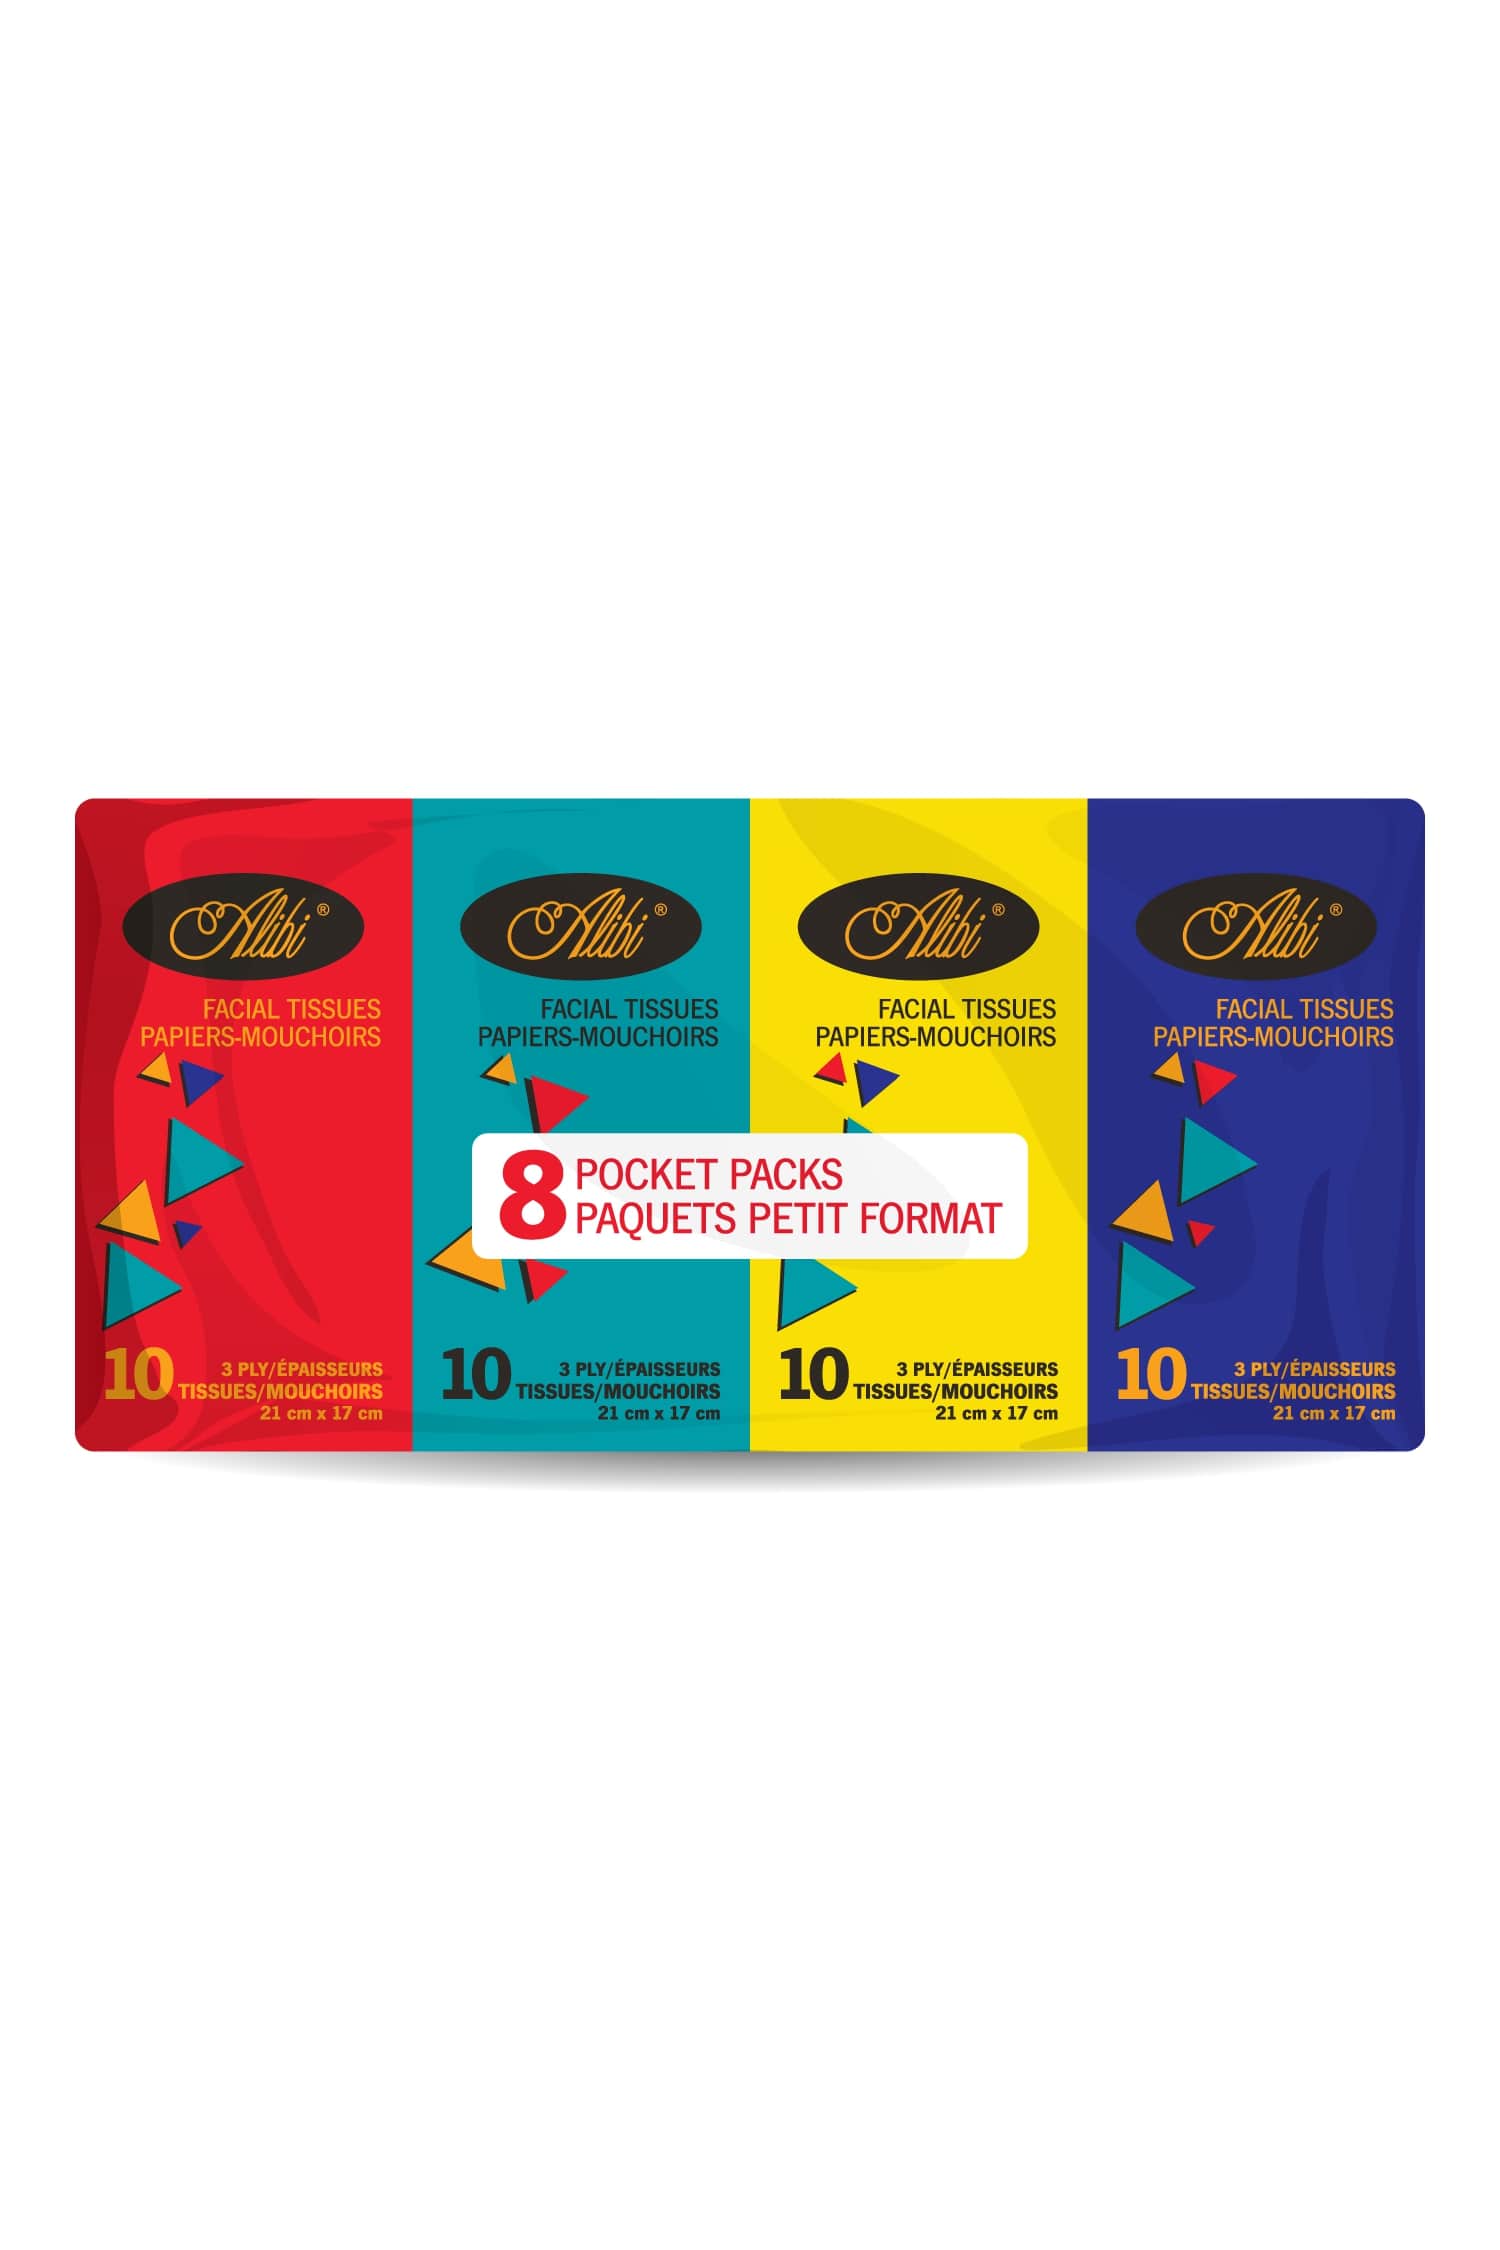 Alibi®
FACIAL TISSUES
PAPIERS-MOUCHOIRS
10
3 PLY/ÉPAISSEURS
TISSUES/MOUCHOIRS
21 cm x 17 cm
Alibi®
FACIAL TISSUES
PAPIERS-MOUCHOIRS
8
POCKET PACKS
PAQUETS PETIT FORMAT
10
3 PLY/ÉPAISSEURS
TISSUES/MOUCHOIRS
21 cm x 17 cm
Alibi®
FACIAL TISSUES
PAPIERS-MOUCHOIRS
10
3 PLY/ÉPAISSEURS
TISSUES/MOUCHOIRS
21 cm x 17 cm
Alibi®
FACIAL TISSUES
PAPIERS-MOUCHOIRS
10
3 PLY/ÉPAISSEURS
TISSUES/MOUCHOIRS
21 cm x 17 cm